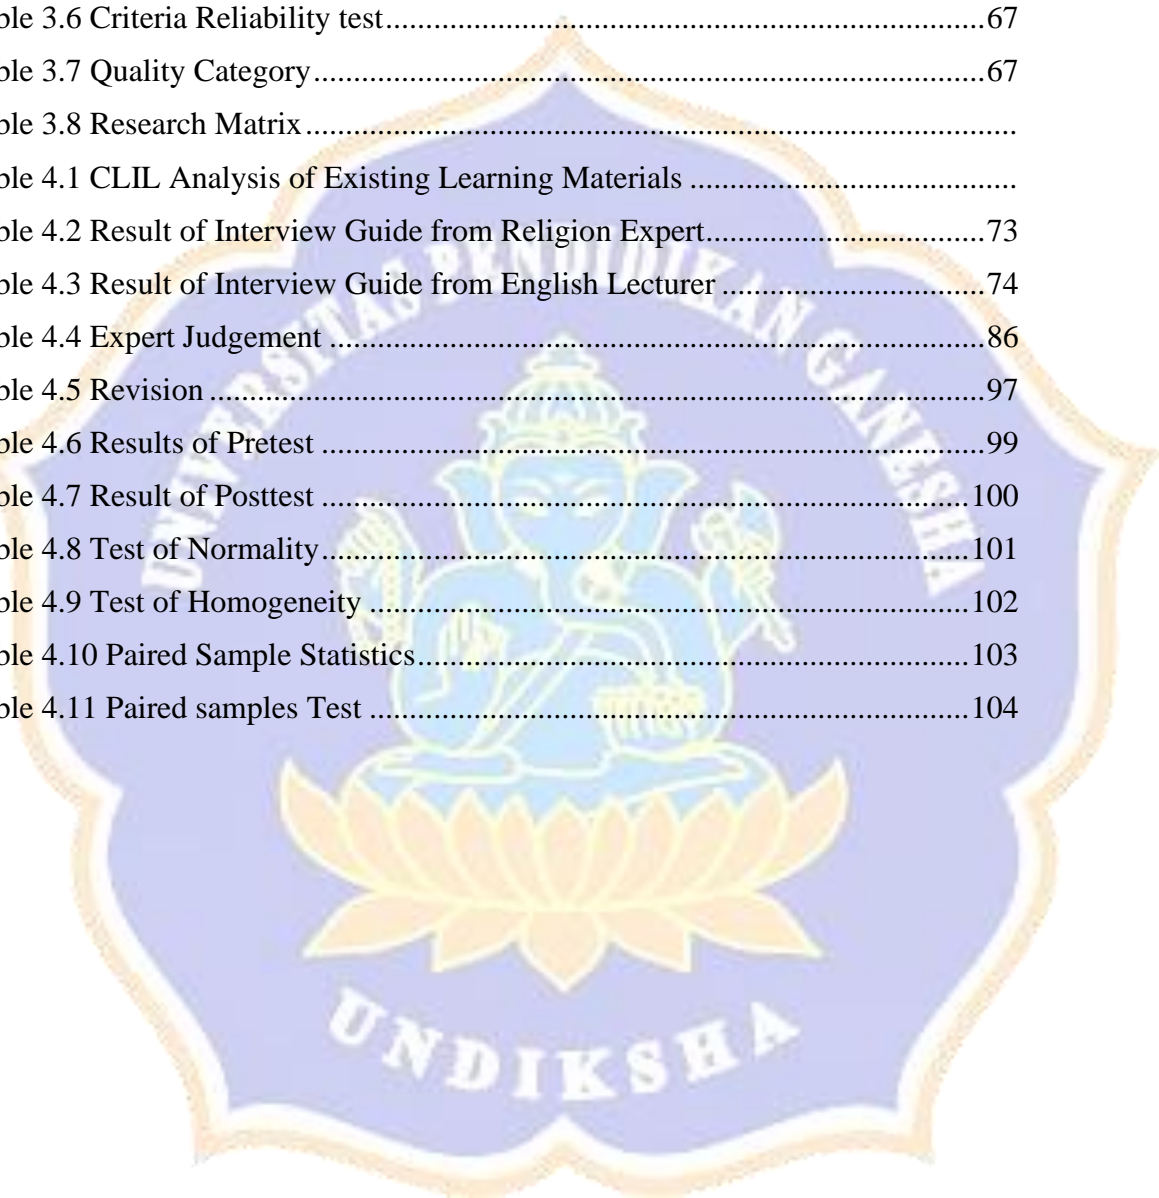 ble 3.6 Criteria Reliability test..........................................................................67
ble 3.7 Quality Category...................................................................................67
ble 3.8 Research Matrix........................................................................................
ble 4.1 CLIL Analysis of Existing Learning Materials ........................................
ble 4.2 Result of Interview Guide from Religion Expert..................................73
ble 4.3 Result of Interview Guide from English Lecturer ................................74
ble 4.4 Expert Judgement .................................................................................86
ble 4.5 Revision ................................................................................................97
ble 4.6 Results of Pretest ..................................................................................99
ble 4.7 Result of Posttest ................................................................................100
ble 4.8 Test of Normality................................................................................101
ble 4.9 Test of Homogeneity ..........................................................................102
ble 4.10 Paired Sample Statistics....................................................................103
ble 4.11 Paired samples Test ..........................................................................104
UNIVERSITAS PENDIDIKAN GANESHA
UNDIKSHA